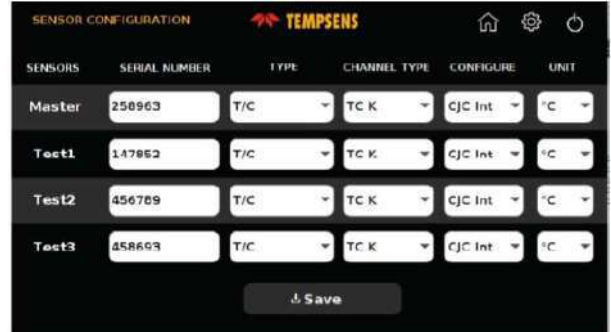 SENSOR CONFIGURATION TEMPSENS
SENSORS SERIAL NUMBER TYPE CHANNEL TYPE CONFIGURE UNIT
Master 258963 T/C TC K CJC Int °C
Test1 147852 T/C TC K CJC Int °C
Test2 456789 T/C TC K CJC Int °C
Test3 458693 T/C TC K CJC Int °C
Save